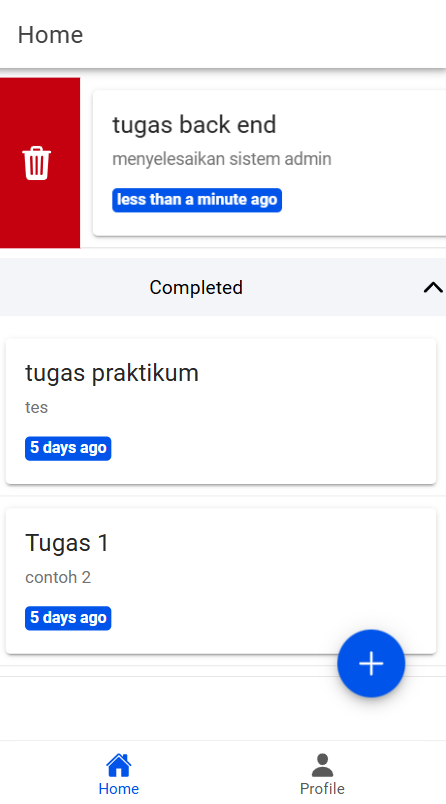 Home
tugas back end
menyelesaikan sistem admin
less than a minute ago
Completed
tugas praktikum
tes
5 days ago
Tugas 1
contoh 2
5 days ago
Home
Profile